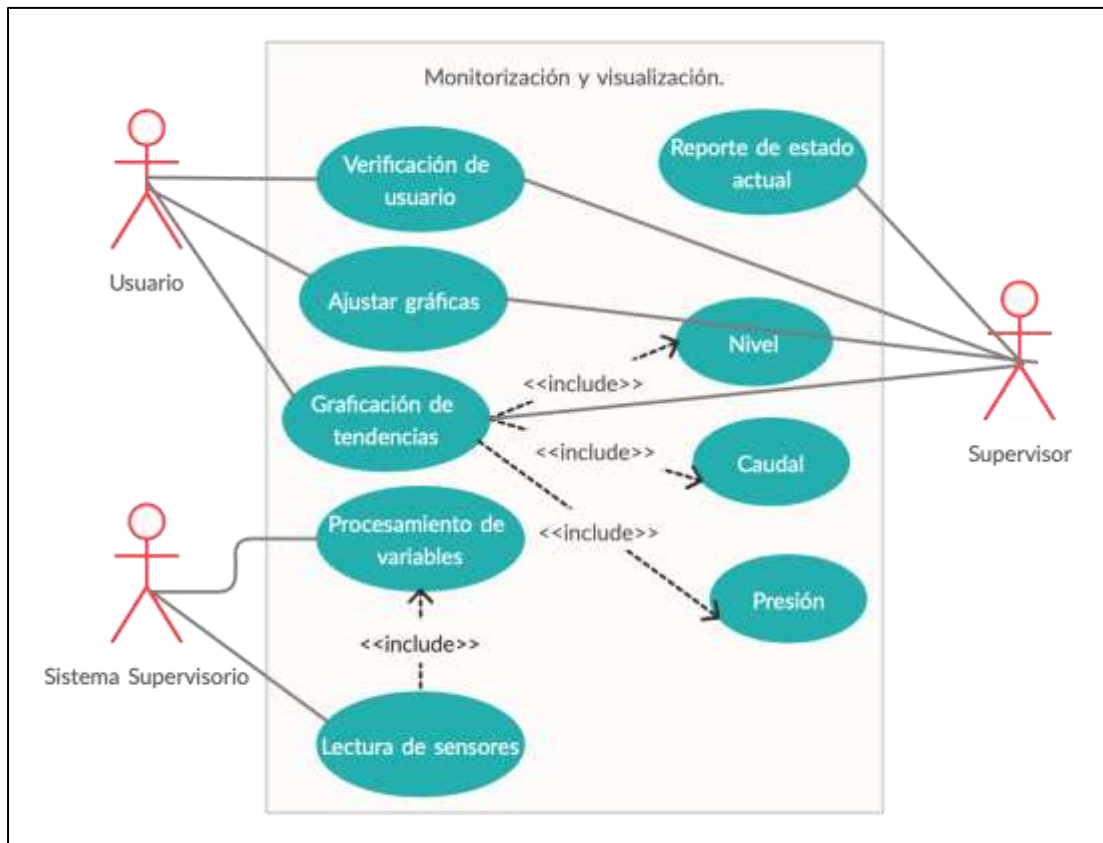 Monitorización y visualización.
Verificación de
usuario
Reporte de estado
actual
Usuario
Ajustar gráficas
Nivel
<<include>>
Graficación de
tendencias
<<include>>
Caudal
Supervisor
Procesamiento de
variables
<<include>>
Presión
<<include>>
Sistema Supervisorio
Lectura de sensores